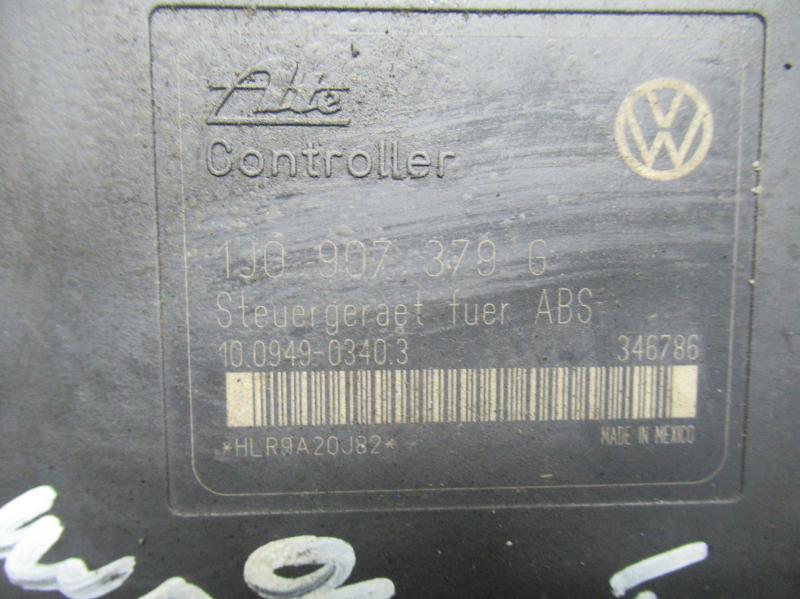 Ate
Controller
1J0 907 379 G
Steuergeraet fuer ABS
10.0949-0340.3 346786
*HLR9A20J82*
MADE IN MEXICO